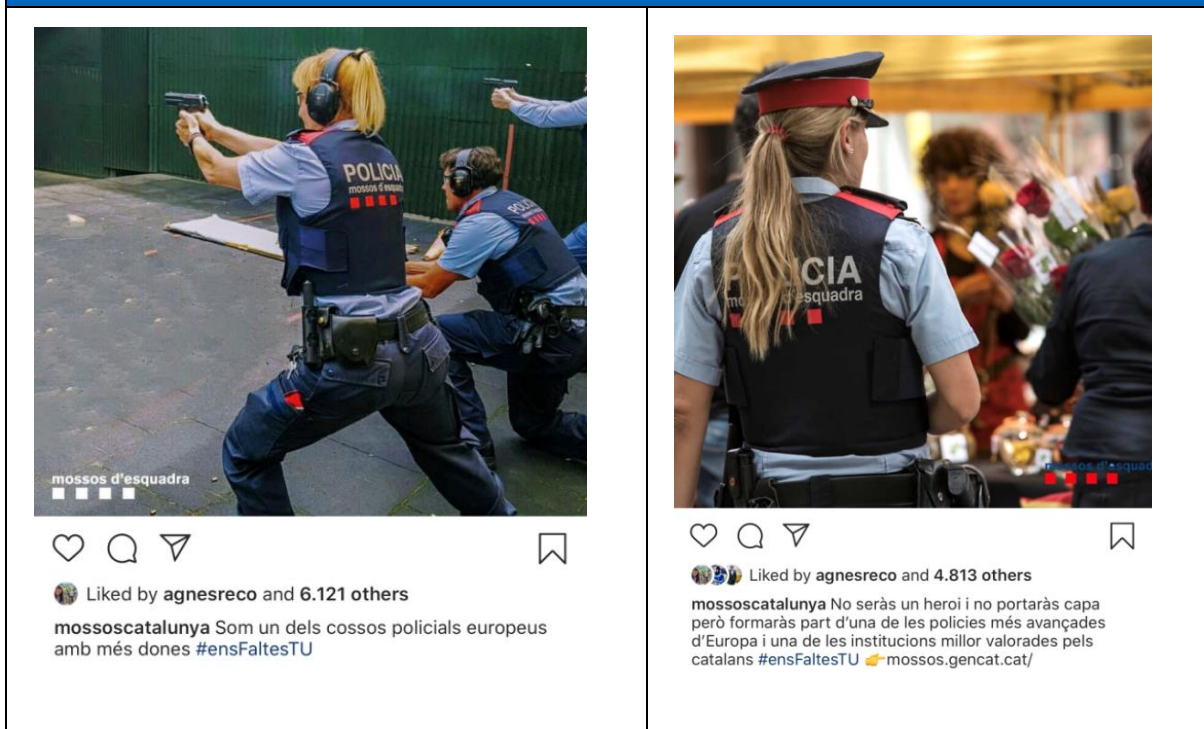 POLICIA
mossos d'esquadra
POLICIA
mossos d'esquadra
Liked by agnesreco and 6.121 others
mossoscatalunya Som un dels cossos policials europeus
amb més dones #ensFaltesTU
POLICIA
mossos d'esquadra
mossos d'esquad
Liked by agnesreco and 4.813 others
mossoscatalunya No seràs un heroi i no portaràs capa
però formaràs part d'una de les policies més avançades
d'Europa i una de les institucions millor valorades pels
catalans #ensFaltesTU 👉mossos.gencat.cat/